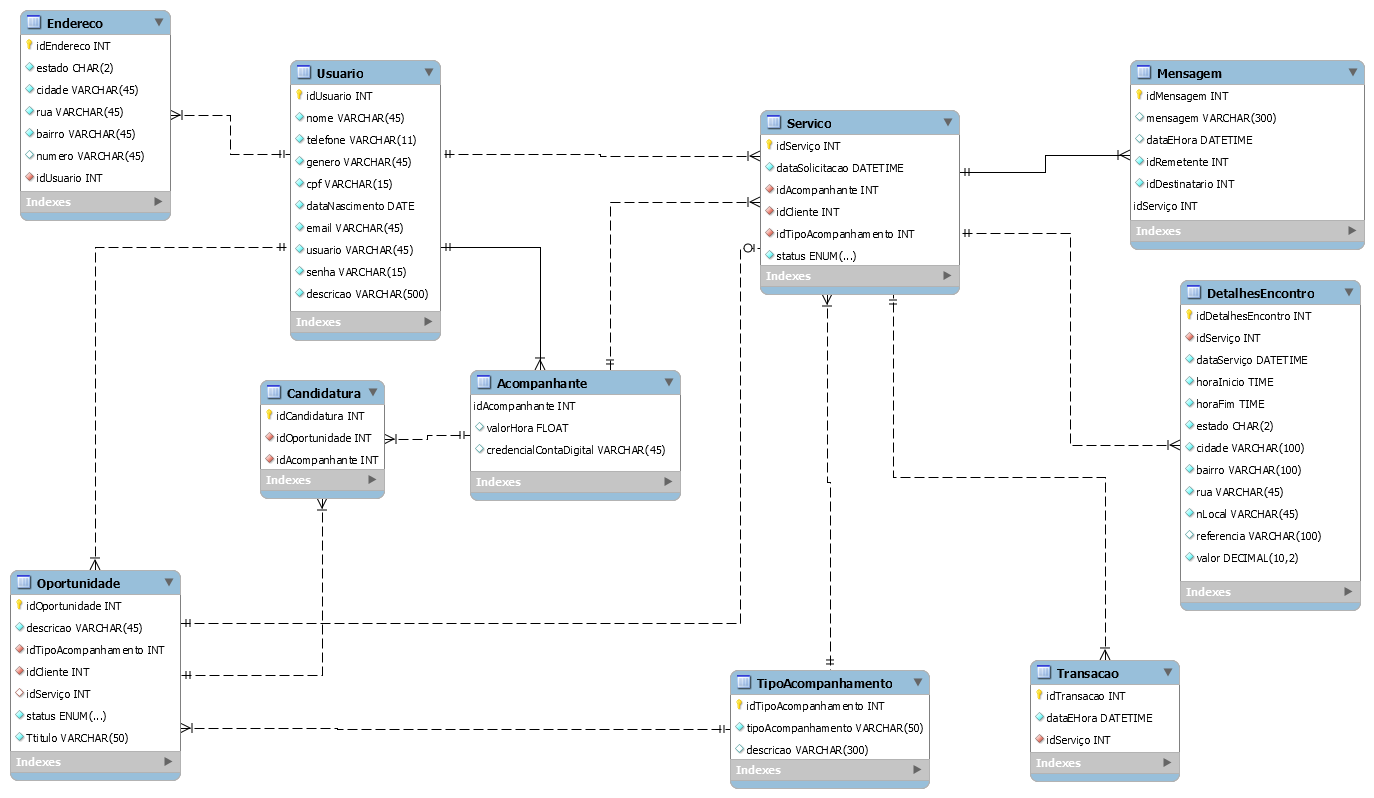 Endereco
idEndereco INT
estado CHAR(2)
cidade VARCHAR(45)
rua VARCHAR(45)
bairro VARCHAR(45)
numero VARCHAR(45)
idUsuario INT
Indexes
Usuario
idUsuario INT
nome VARCHAR(45)
telefone VARCHAR(11)
genero VARCHAR(45)
cpf VARCHAR(15)
dataNascimento DATE
email VARCHAR(45)
usuario VARCHAR(45)
senha VARCHAR(15)
descricao VARCHAR(500)
Indexes
Servico
idServiço INT
dataSolicitacao DATETIME
idAcompanhante INT
idCliente INT
idTipoAcompanhamento INT
status ENUM(...)
Indexes
Mensagem
idMensagem INT
mensagem VARCHAR(300)
dataEHora DATETIME
idRemetente INT
idDestinatario INT
idServiço INT
Indexes
DetalhesEncontro
idDetalhesEncontro INT
idServiço INT
dataServiço DATETIME
horaInicio TIME
horaFim TIME
estado CHAR(2)
cidade VARCHAR(100)
bairro VARCHAR(100)
rua VARCHAR(45)
nLocal VARCHAR(45)
referencia VARCHAR(100)
valor DECIMAL(10,2)
Indexes
Candidatura
idCandidatura INT
idOportunidade INT
idAcompanhante INT
Indexes
Acompanhante
idAcompanhante INT
valorHora FLOAT
credencialContaDigital VARCHAR(45)
Indexes
Oportunidade
idOportunidade INT
descricao VARCHAR(45)
idTipoAcompanhamento INT
idCliente INT
idServiço INT
status ENUM(...)
Ttitulo VARCHAR(50)
Indexes
TipoAcompanhamento
idTipoAcompanhamento INT
tipoAcompanhamento VARCHAR(50)
descricao VARCHAR(300)
Indexes
Transacao
idTransacao INT
dataEHora DATETIME
idServiço INT
Indexes